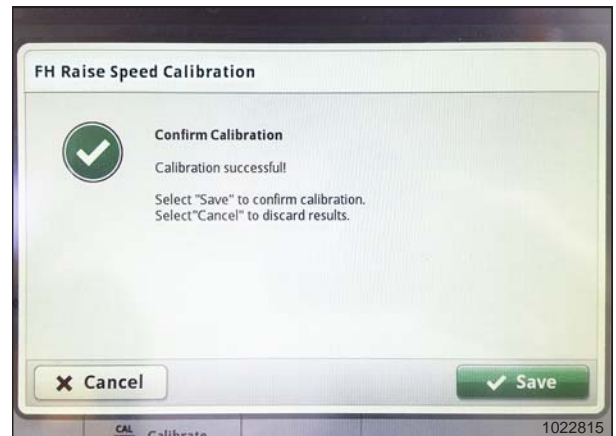 FH Raise Speed Calibration
Confirm Calibration
Calibration successful!
Select "Save" to confirm calibration.
Select"Cancel" to discard results.
Cancel
Save
CAL Calibrate
1022815